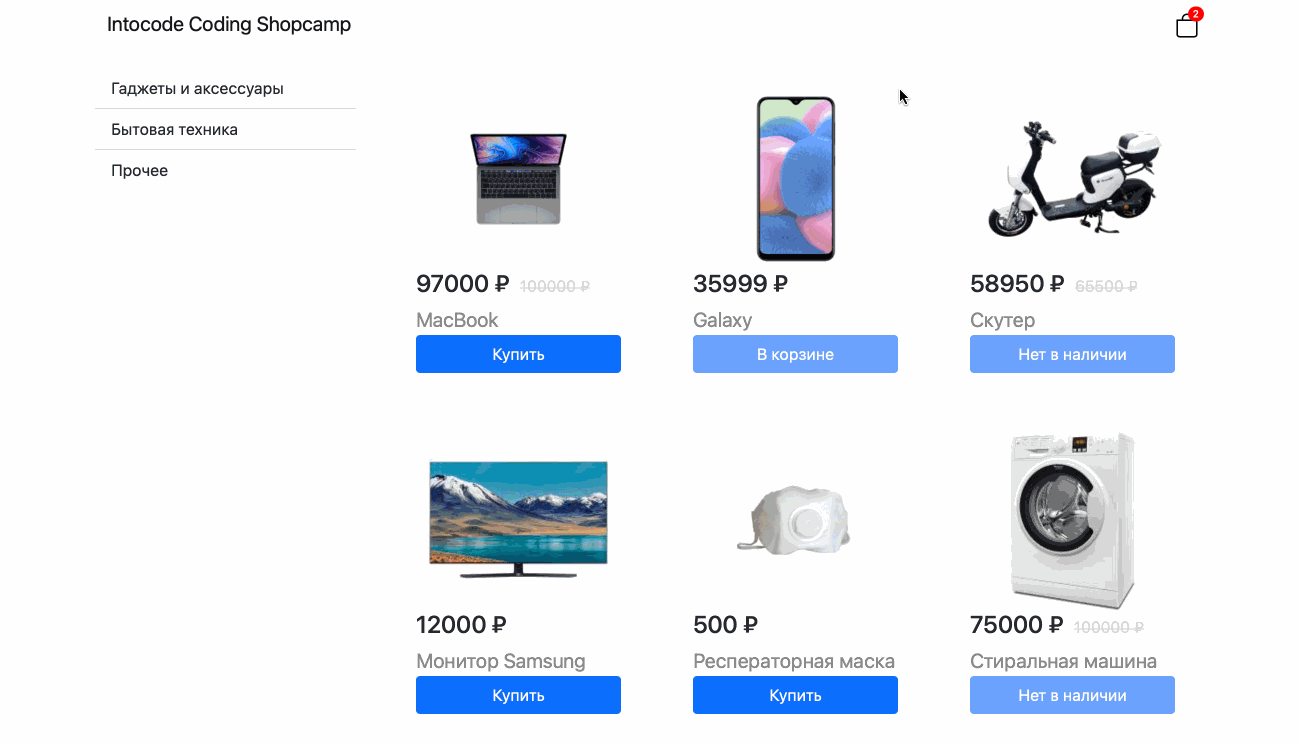 Intocode Coding Shopcamp
2
Гаджеты и аксессуары
Бытовая техника
Прочее
97000 ₽ 100000 ₽
MacBook
Купить
35999 ₽
Galaxy
В корзине
58950 ₽ 65500 ₽
Скутер
Нет в наличии
12000 ₽
Монитор Samsung
Купить
500 ₽
Респераторная маска
Купить
75000 ₽ 100000 ₽
Стиральная машина
Нет в наличии